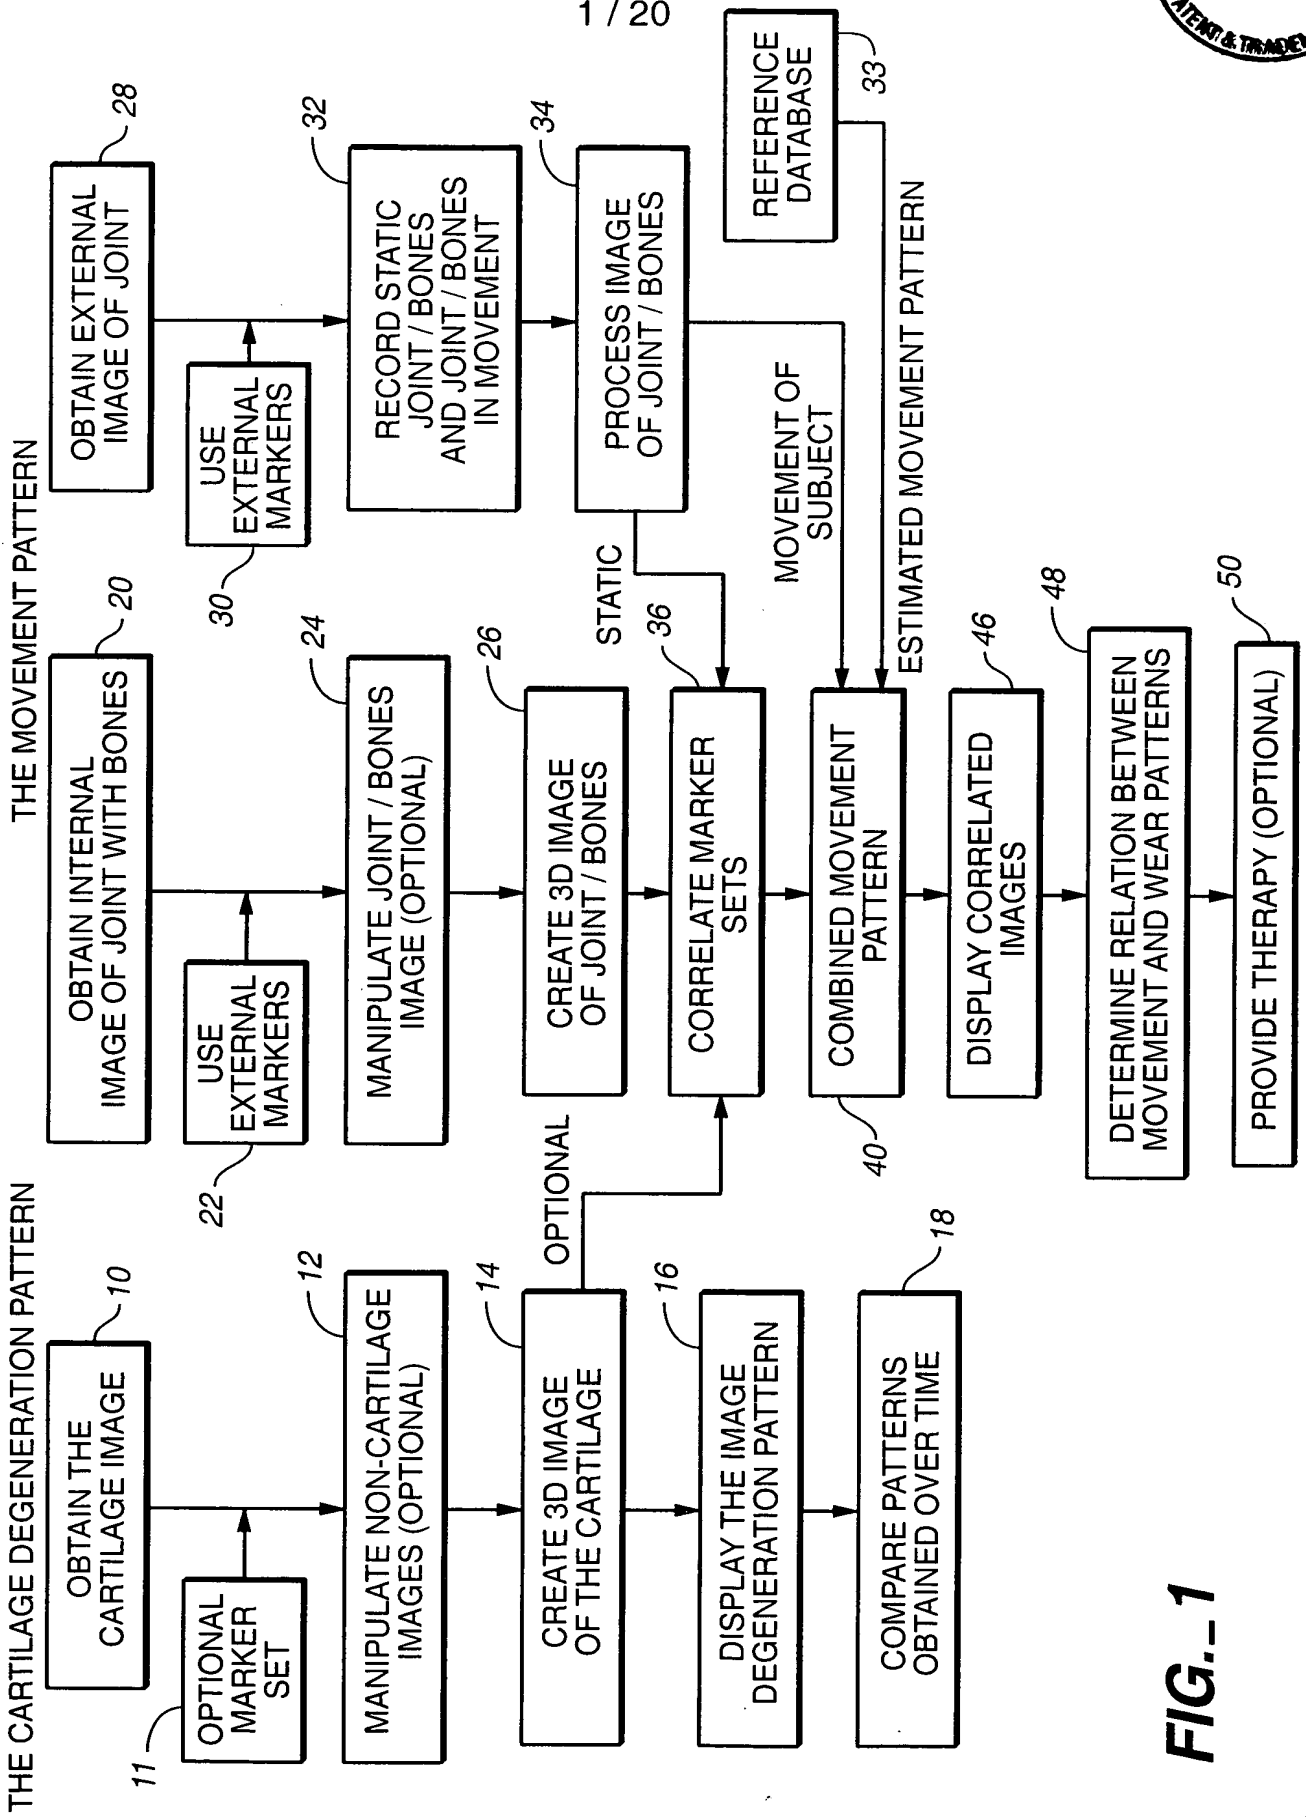 1 / 20
ATENT & TRADE
THE CARTILAGE DEGENERATION PATTERN
OBTAIN THE
CARTILAGE IMAGE
10
OPTIONAL
MARKER
SET
11
MANIPULATE NON-CARTILAGE
IMAGES (OPTIONAL)
12
CREATE 3D IMAGE
OF THE CARTILAGE
14
OPTIONAL
DISPLAY THE IMAGE
DEGENERATION PATTERN
16
COMPARE PATTERNS
OBTAINED OVER TIME
18
THE MOVEMENT PATTERN
OBTAIN INTERNAL
IMAGE OF JOINT WITH BONES
20
USE
EXTERNAL
MARKERS
22
MANIPULATE JOINT / BONES
IMAGE (OPTIONAL)
24
CREATE 3D IMAGE
OF JOINT / BONES
26
CORRELATE MARKER
SETS
36
COMBINED MOVEMENT
PATTERN
40
DISPLAY CORRELATED
IMAGES
46
DETERMINE RELATION BETWEEN
MOVEMENT AND WEAR PATTERNS
48
PROVIDE THERAPY (OPTIONAL)
50
OBTAIN EXTERNAL
IMAGE OF JOINT
28
USE
EXTERNAL
MARKERS
30
RECORD STATIC
JOINT / BONES
AND JOINT / BONES
IN MOVEMENT
32
PROCESS IMAGE
OF JOINT / BONES
34
STATIC
MOVEMENT OF
SUBJECT
REFERENCE
DATABASE
33
ESTIMATED MOVEMENT PATTERN
FIG._1